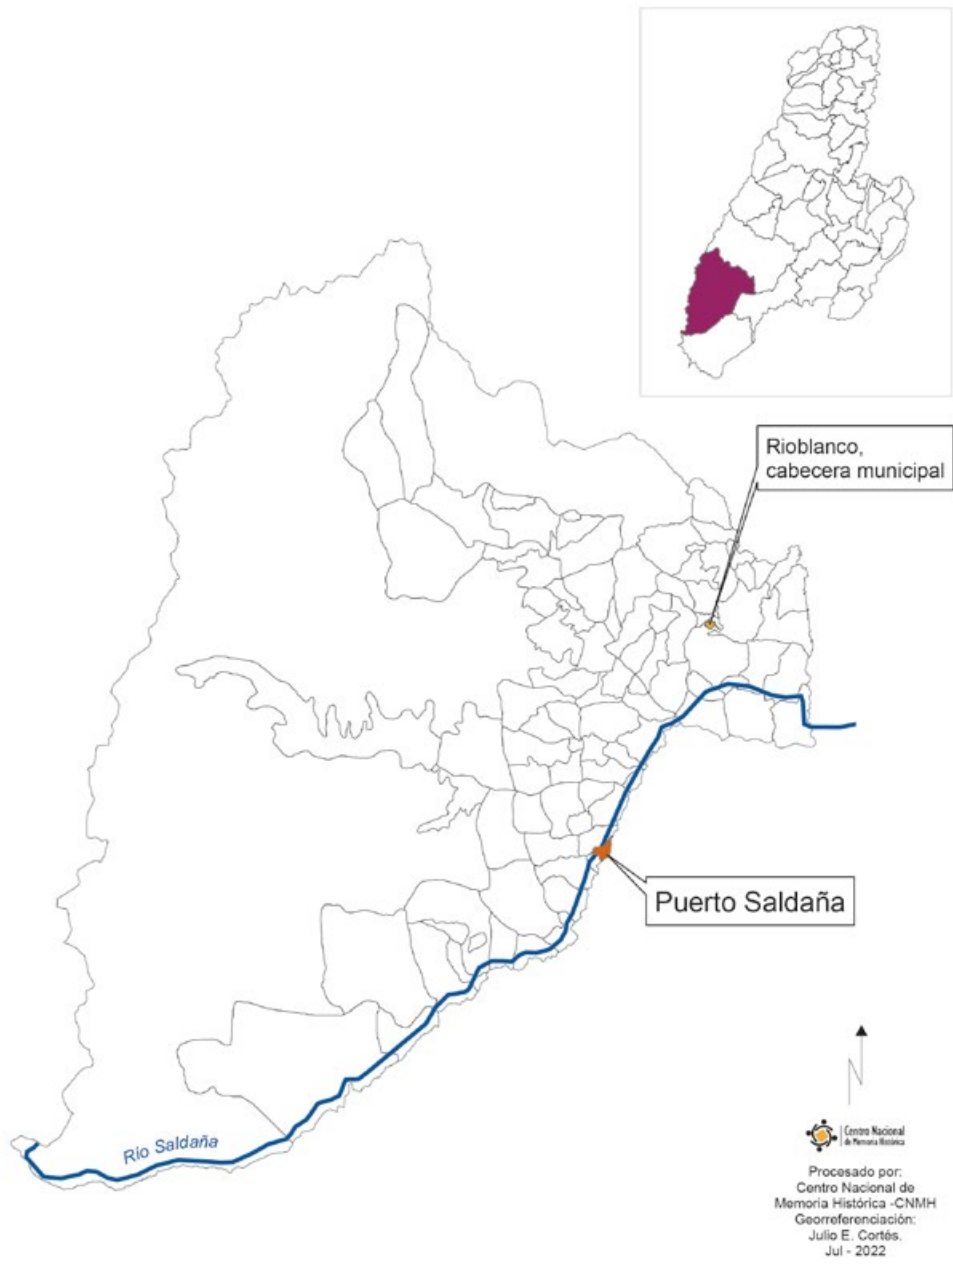 Rioblanco,
cabecera municipal
Puerto Saldaña
Río Saldaña
N
Centro Nacional
de Memoria Histórica
Procesado por:
Centro Nacional de
Memoria Histórica -CNMH
Georreferenciación:
Julio E. Cortés.
Jul - 2022